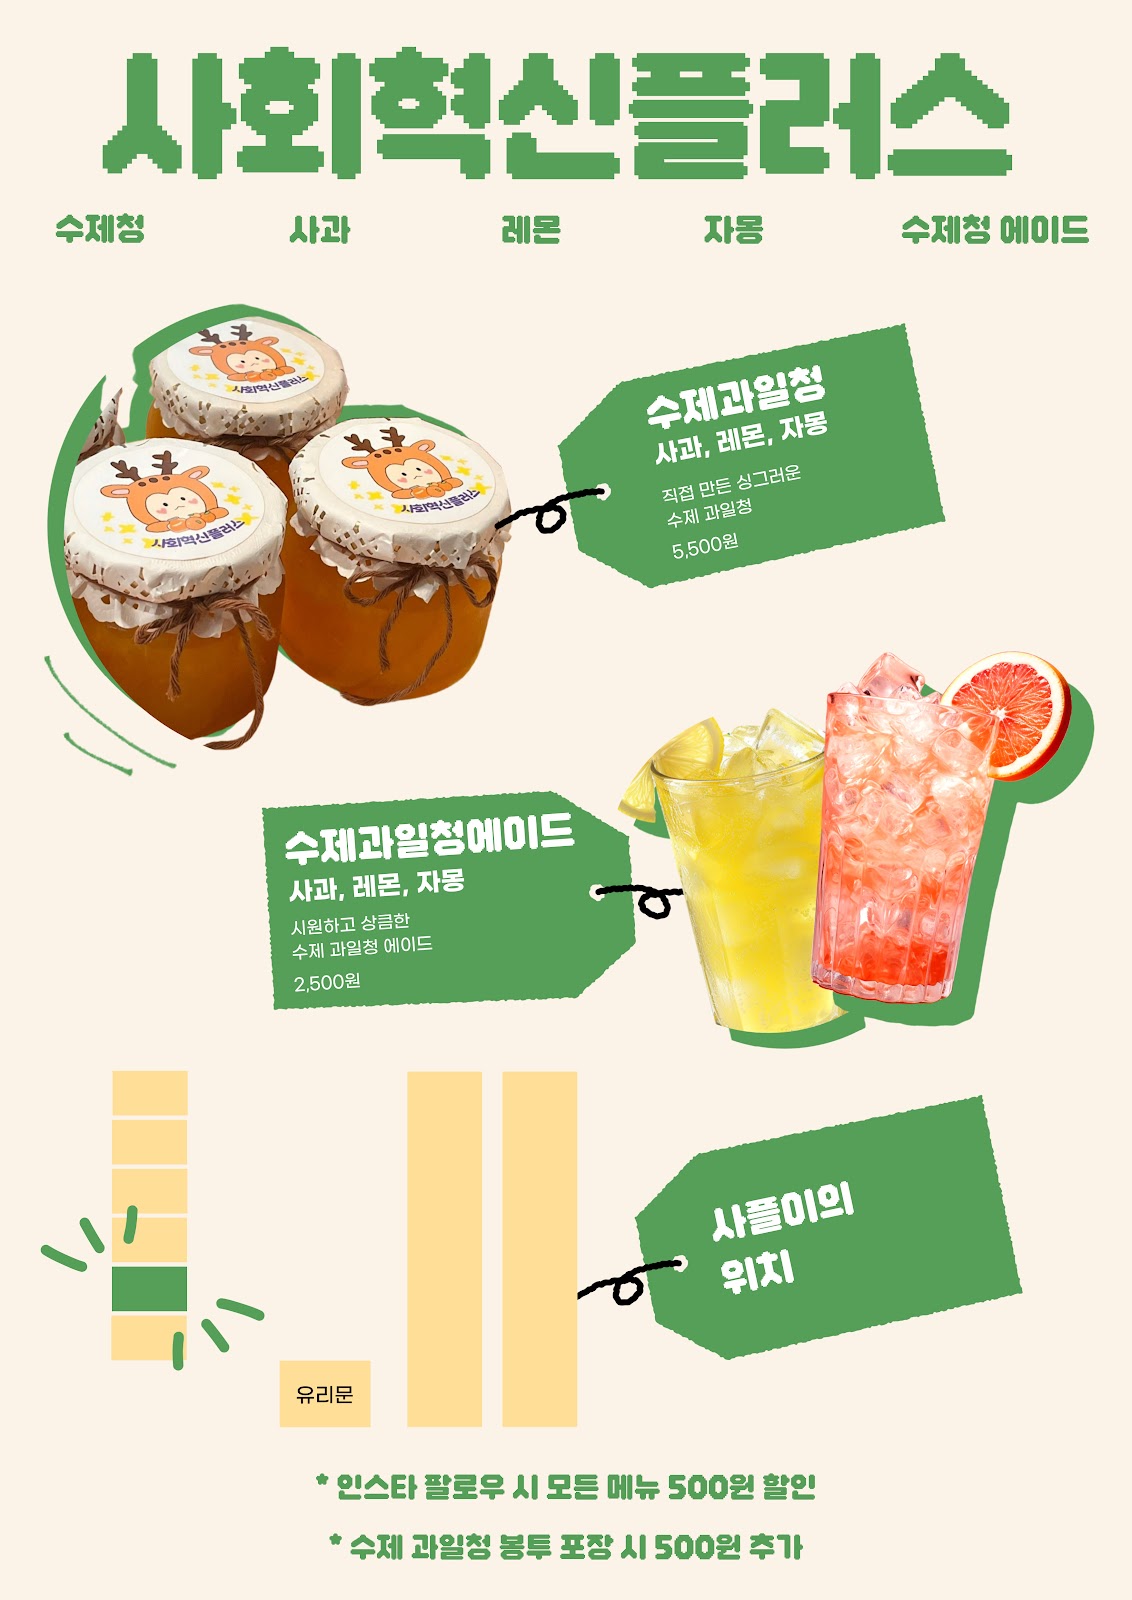 사회혁신플러스
수제청 사과 레몬 자몽 수제청 에이드
사회혁신플러스
사회혁신플러스
사회혁신플러스
수제과일청
사과, 레몬, 자몽
직접 만든 싱그러운
수제 과일청
5,500원
수제과일청에이드
사과, 레몬, 자몽
시원하고 상큼한
수제 과일청 에이드
2,500원
사플이의
위치
유리문
* 인스타 팔로우 시 모든 메뉴 500원 할인
* 수제 과일청 봉투 포장 시 500원 추가